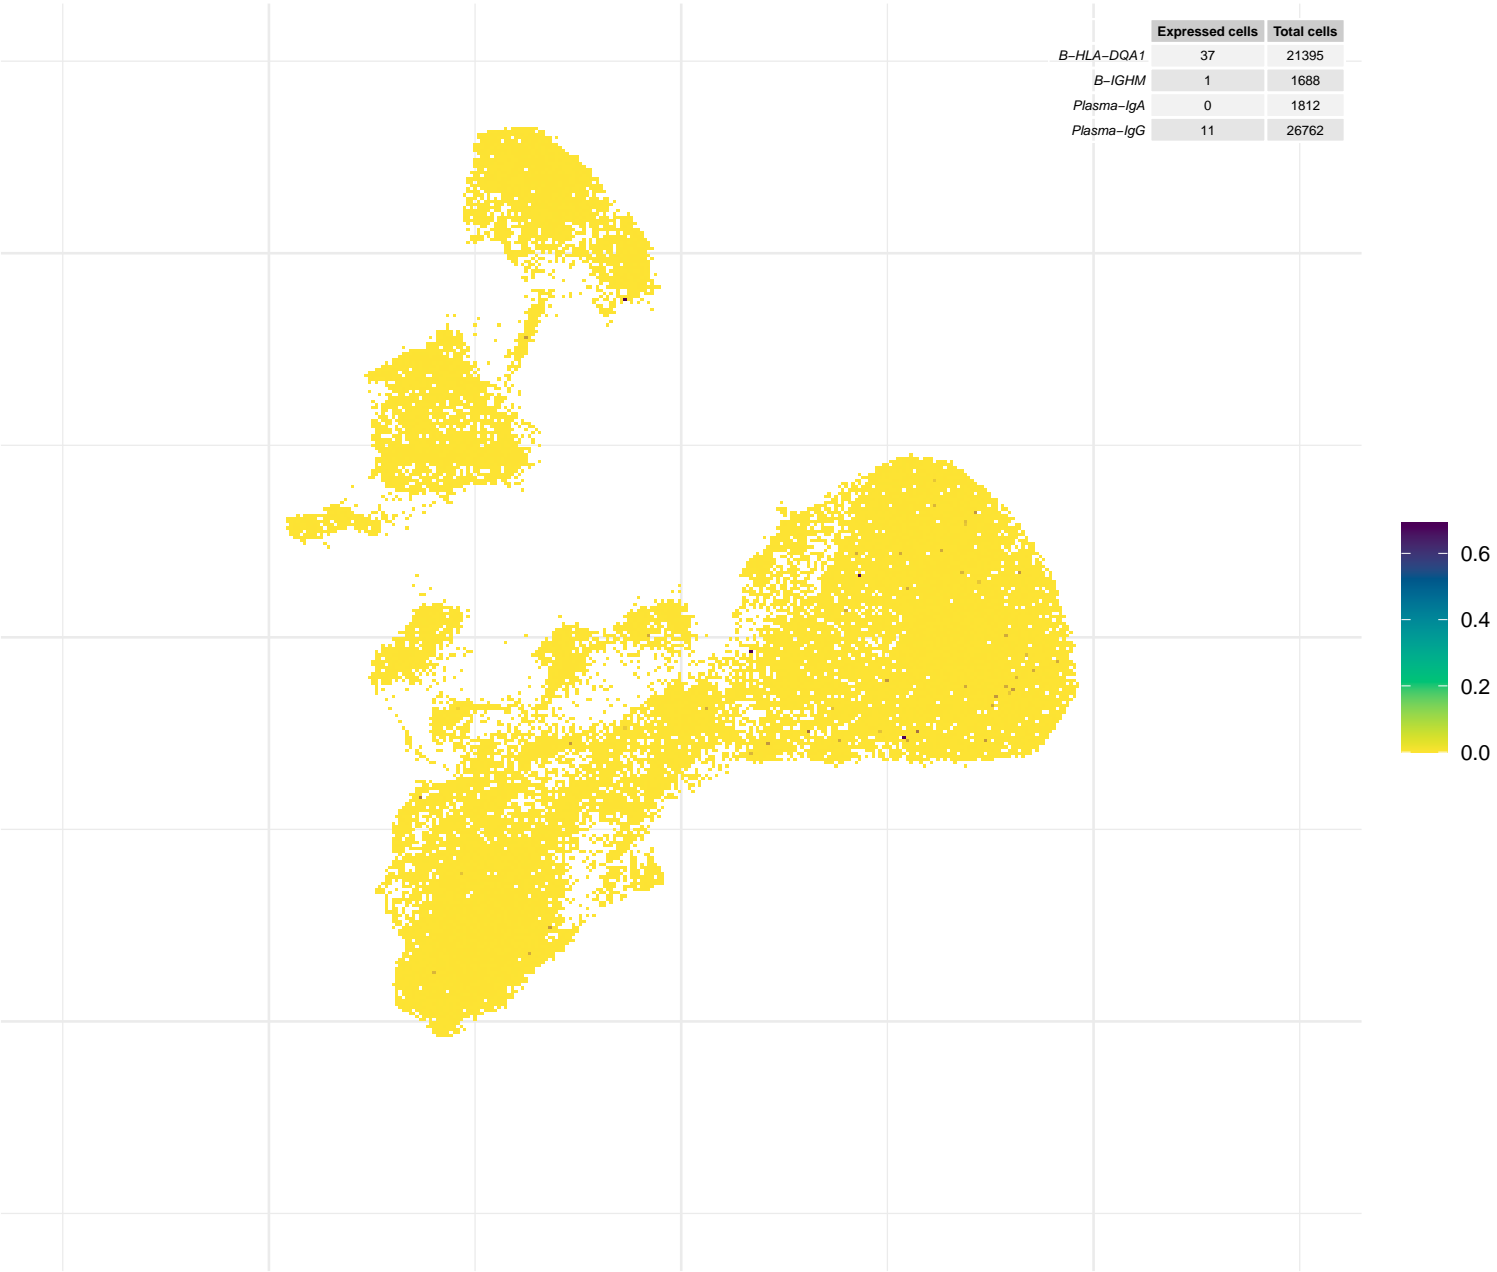 Expressed cells Total cells
B−HLA−DQA1 37 21395
B−IGHM 1 1688
Plasma−IgA 0 1812
Plasma−IgG 11 26762
0.6
0.4
0.2
0.0